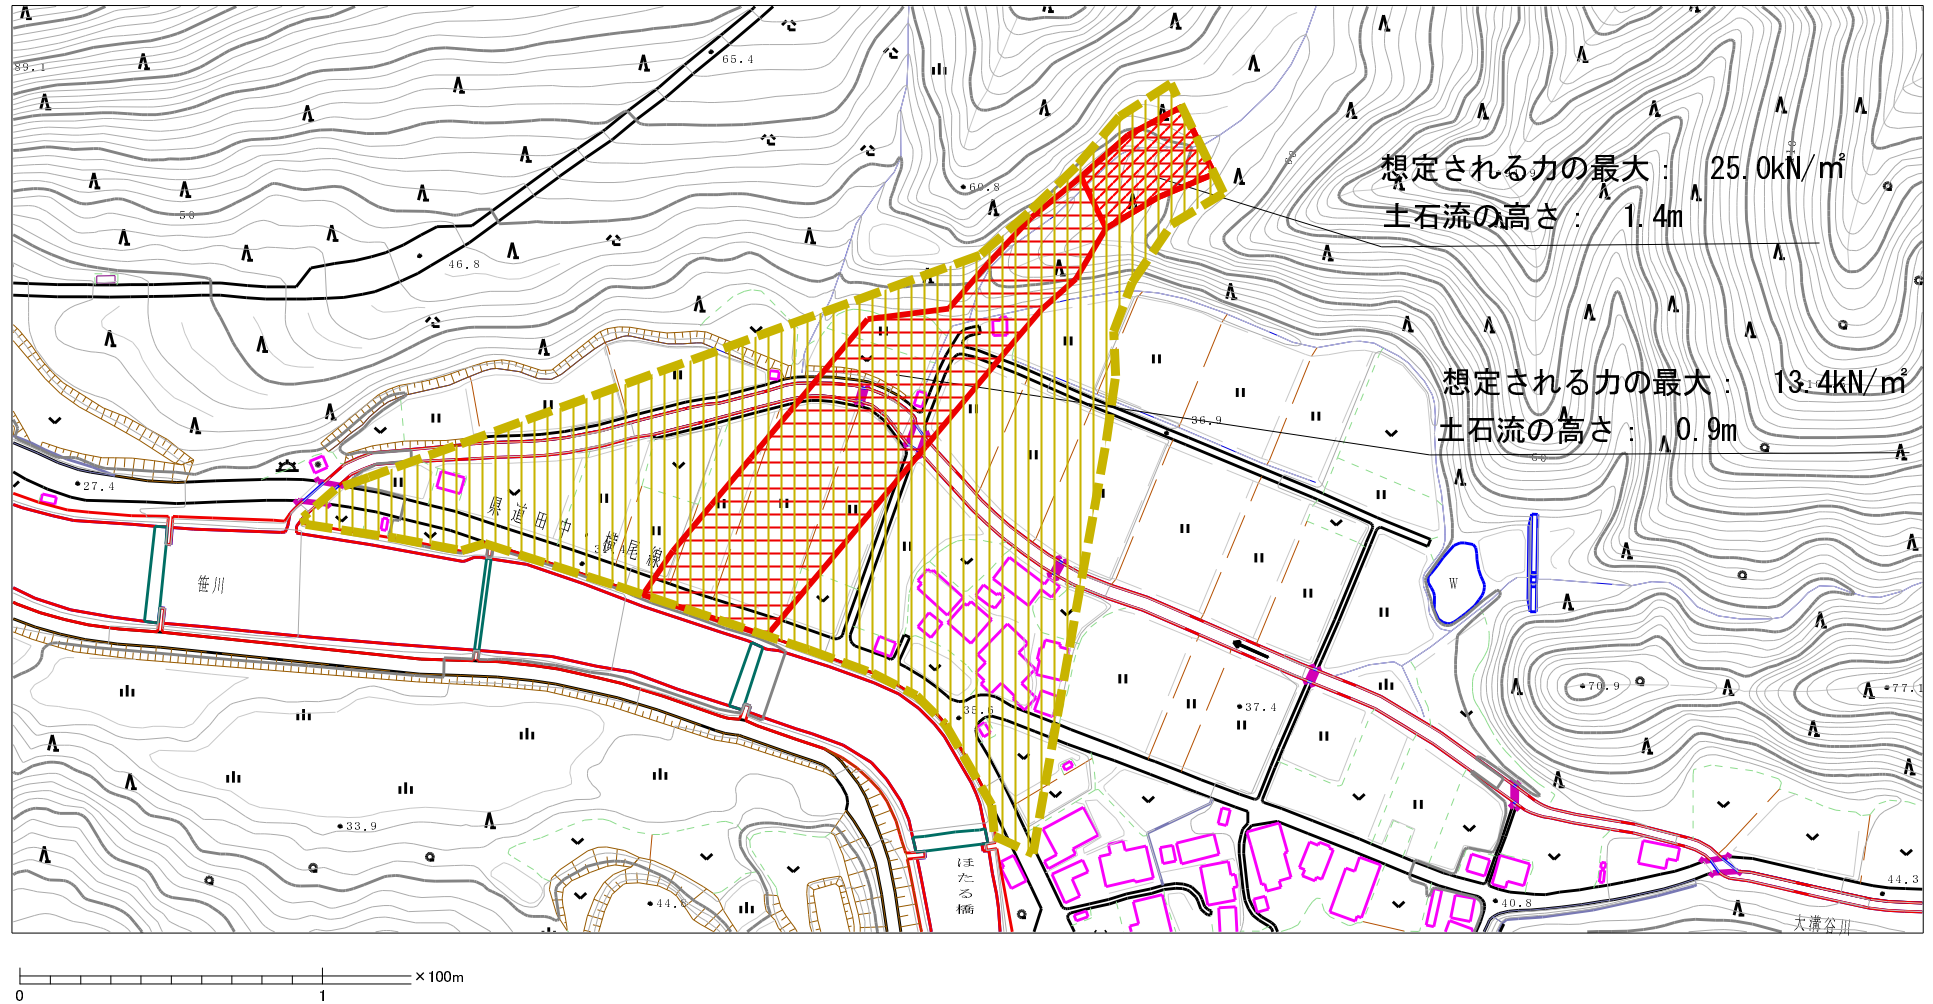 65.4
89.1
想定される力の最大： 25.0kN/㎡
土石流の高さ： 1.4m
60.8
50
46.8
想定される力の最大： 13.4kN/㎡
土石流の高さ： 0.9m
36.9
60
27.4
県道田中横尾線
笹川
W
70.9
77.1
35.6
37.4
33.9
ほたる橋
44.6
44.3
40.8
大溝谷川
×100m
0 1